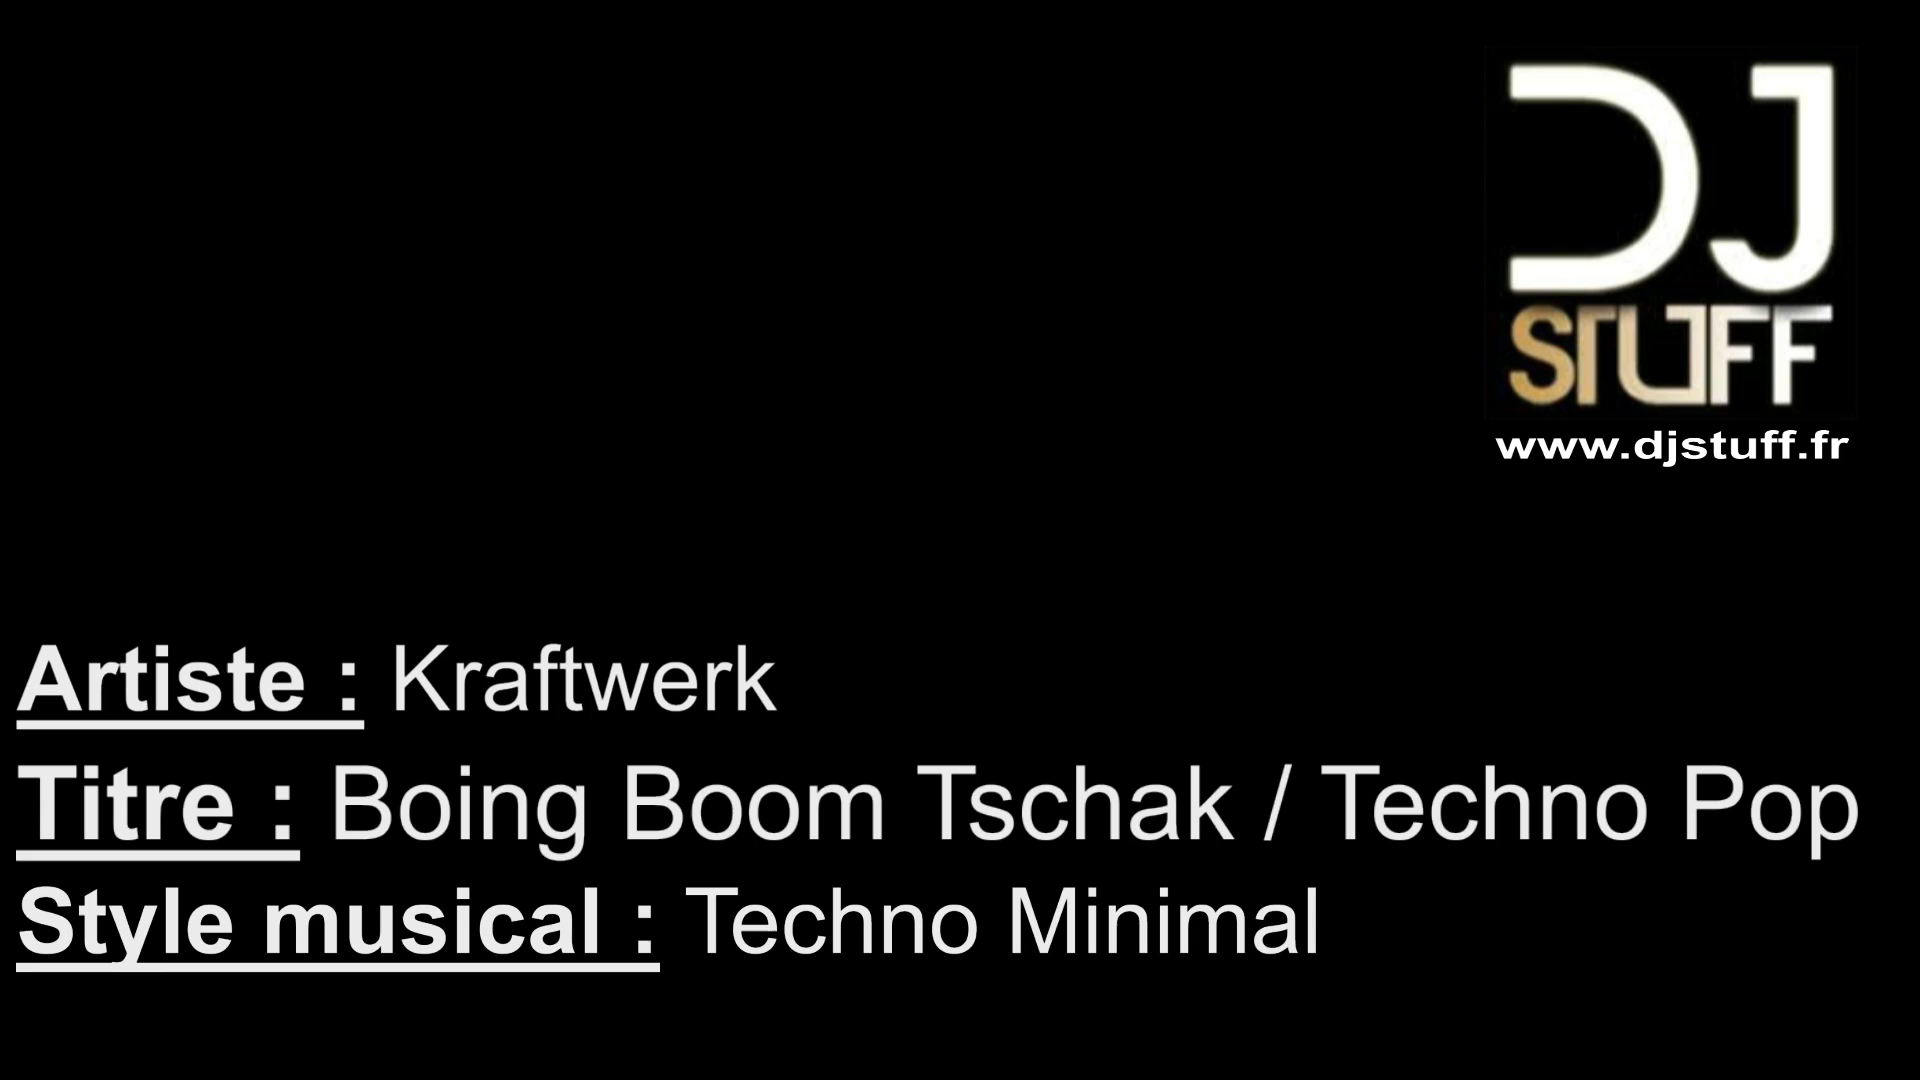 DJ
STUFF
www.djstuff.fr
Artiste : Kraftwerk
Titre : Boing Boom Tschak / Techno Pop
Style musical : Techno Minimal